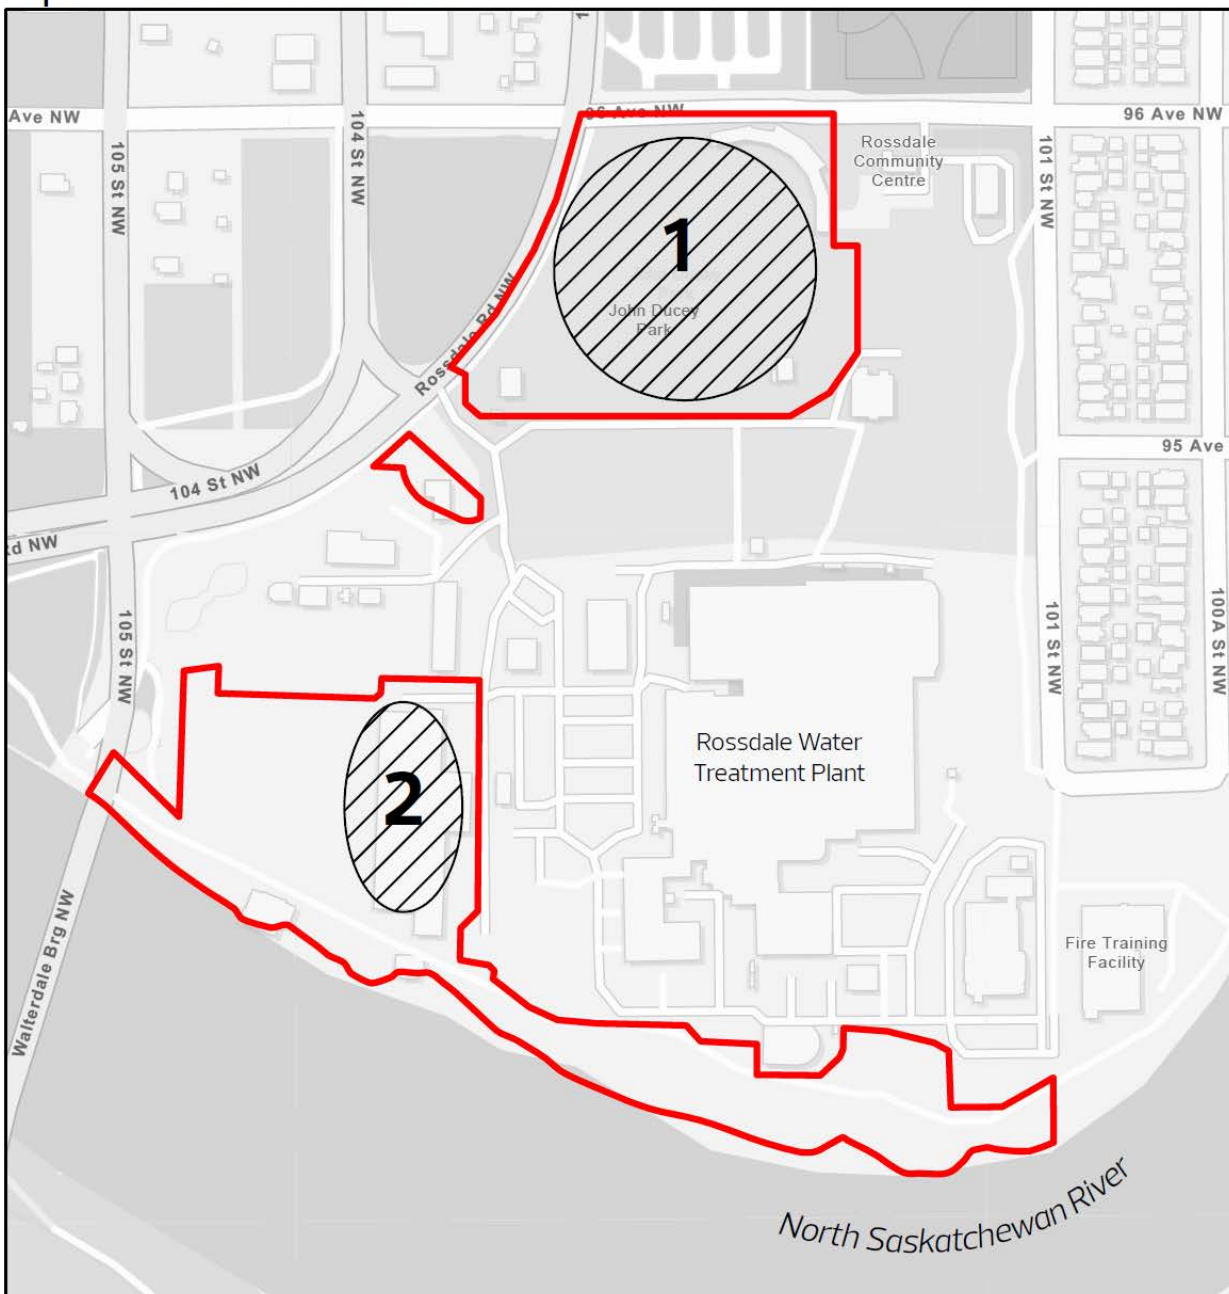 Ave NW
96 Ave NW
96 Ave NW
105 St NW
104 St NW
101 St NW
Rossdale
Community
Centre
1
John Ducey
Park
Rossdale Rd NW
95 Ave
104 St NW
Rd NW
105 St NW
101 St NW
100A St NW
Rossdale Water
Treatment Plant
2
Walterdale Brg NW
Fire Training
Facility
North Saskatchewan River